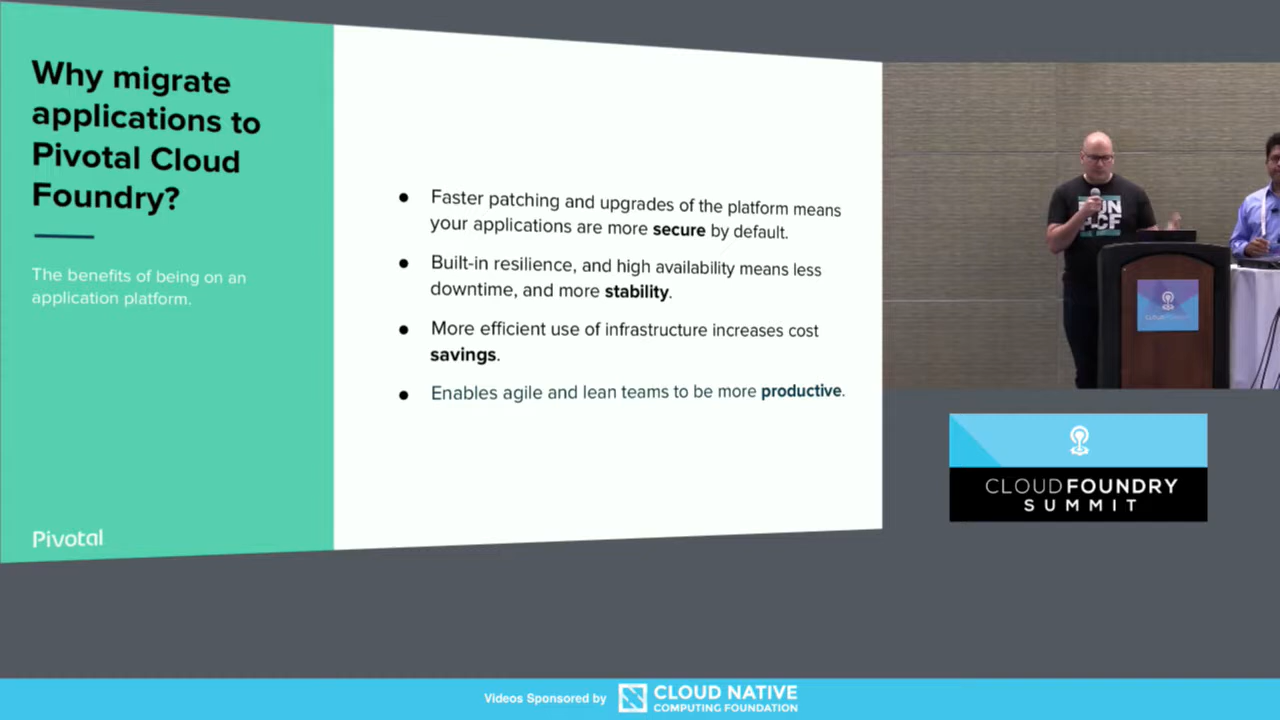 Why migrate
applications to
Pivotal Cloud
Foundry?
The benefits of being on an
application platform.
Pivotal
● Faster patching and upgrades of the platform means
your applications are more secure by default.
● Built-in resilience, and high availability means less
downtime, and more stability.
● More efficient use of infrastructure increases cost
savings.
● Enables agile and lean teams to be more productive.
CLOUDFOUNDRY
SUMMIT
Videos Sponsored by
CLOUD NATIVE
COMPUTING FOUNDATION